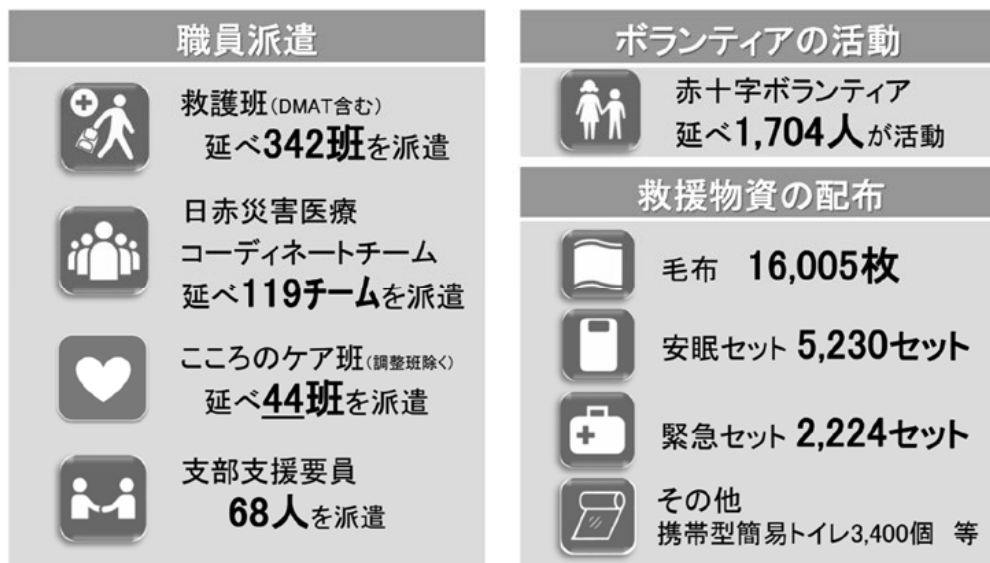 職員派遣
救護班(DMAT含む)
延べ342班を派遣
日赤災害医療
コーディネートチーム
延べ119チームを派遣
こころのケア班(調整班除く)
延べ44班を派遣
支部支援要員
68人を派遣
ボランティアの活動
赤十字ボランティア
延べ1,704人が活動
救援物資の配布
毛布 16,005枚
安眠セット 5,230セット
緊急セット 2,224セット
その他
携帯型簡易トイレ3,400個 等